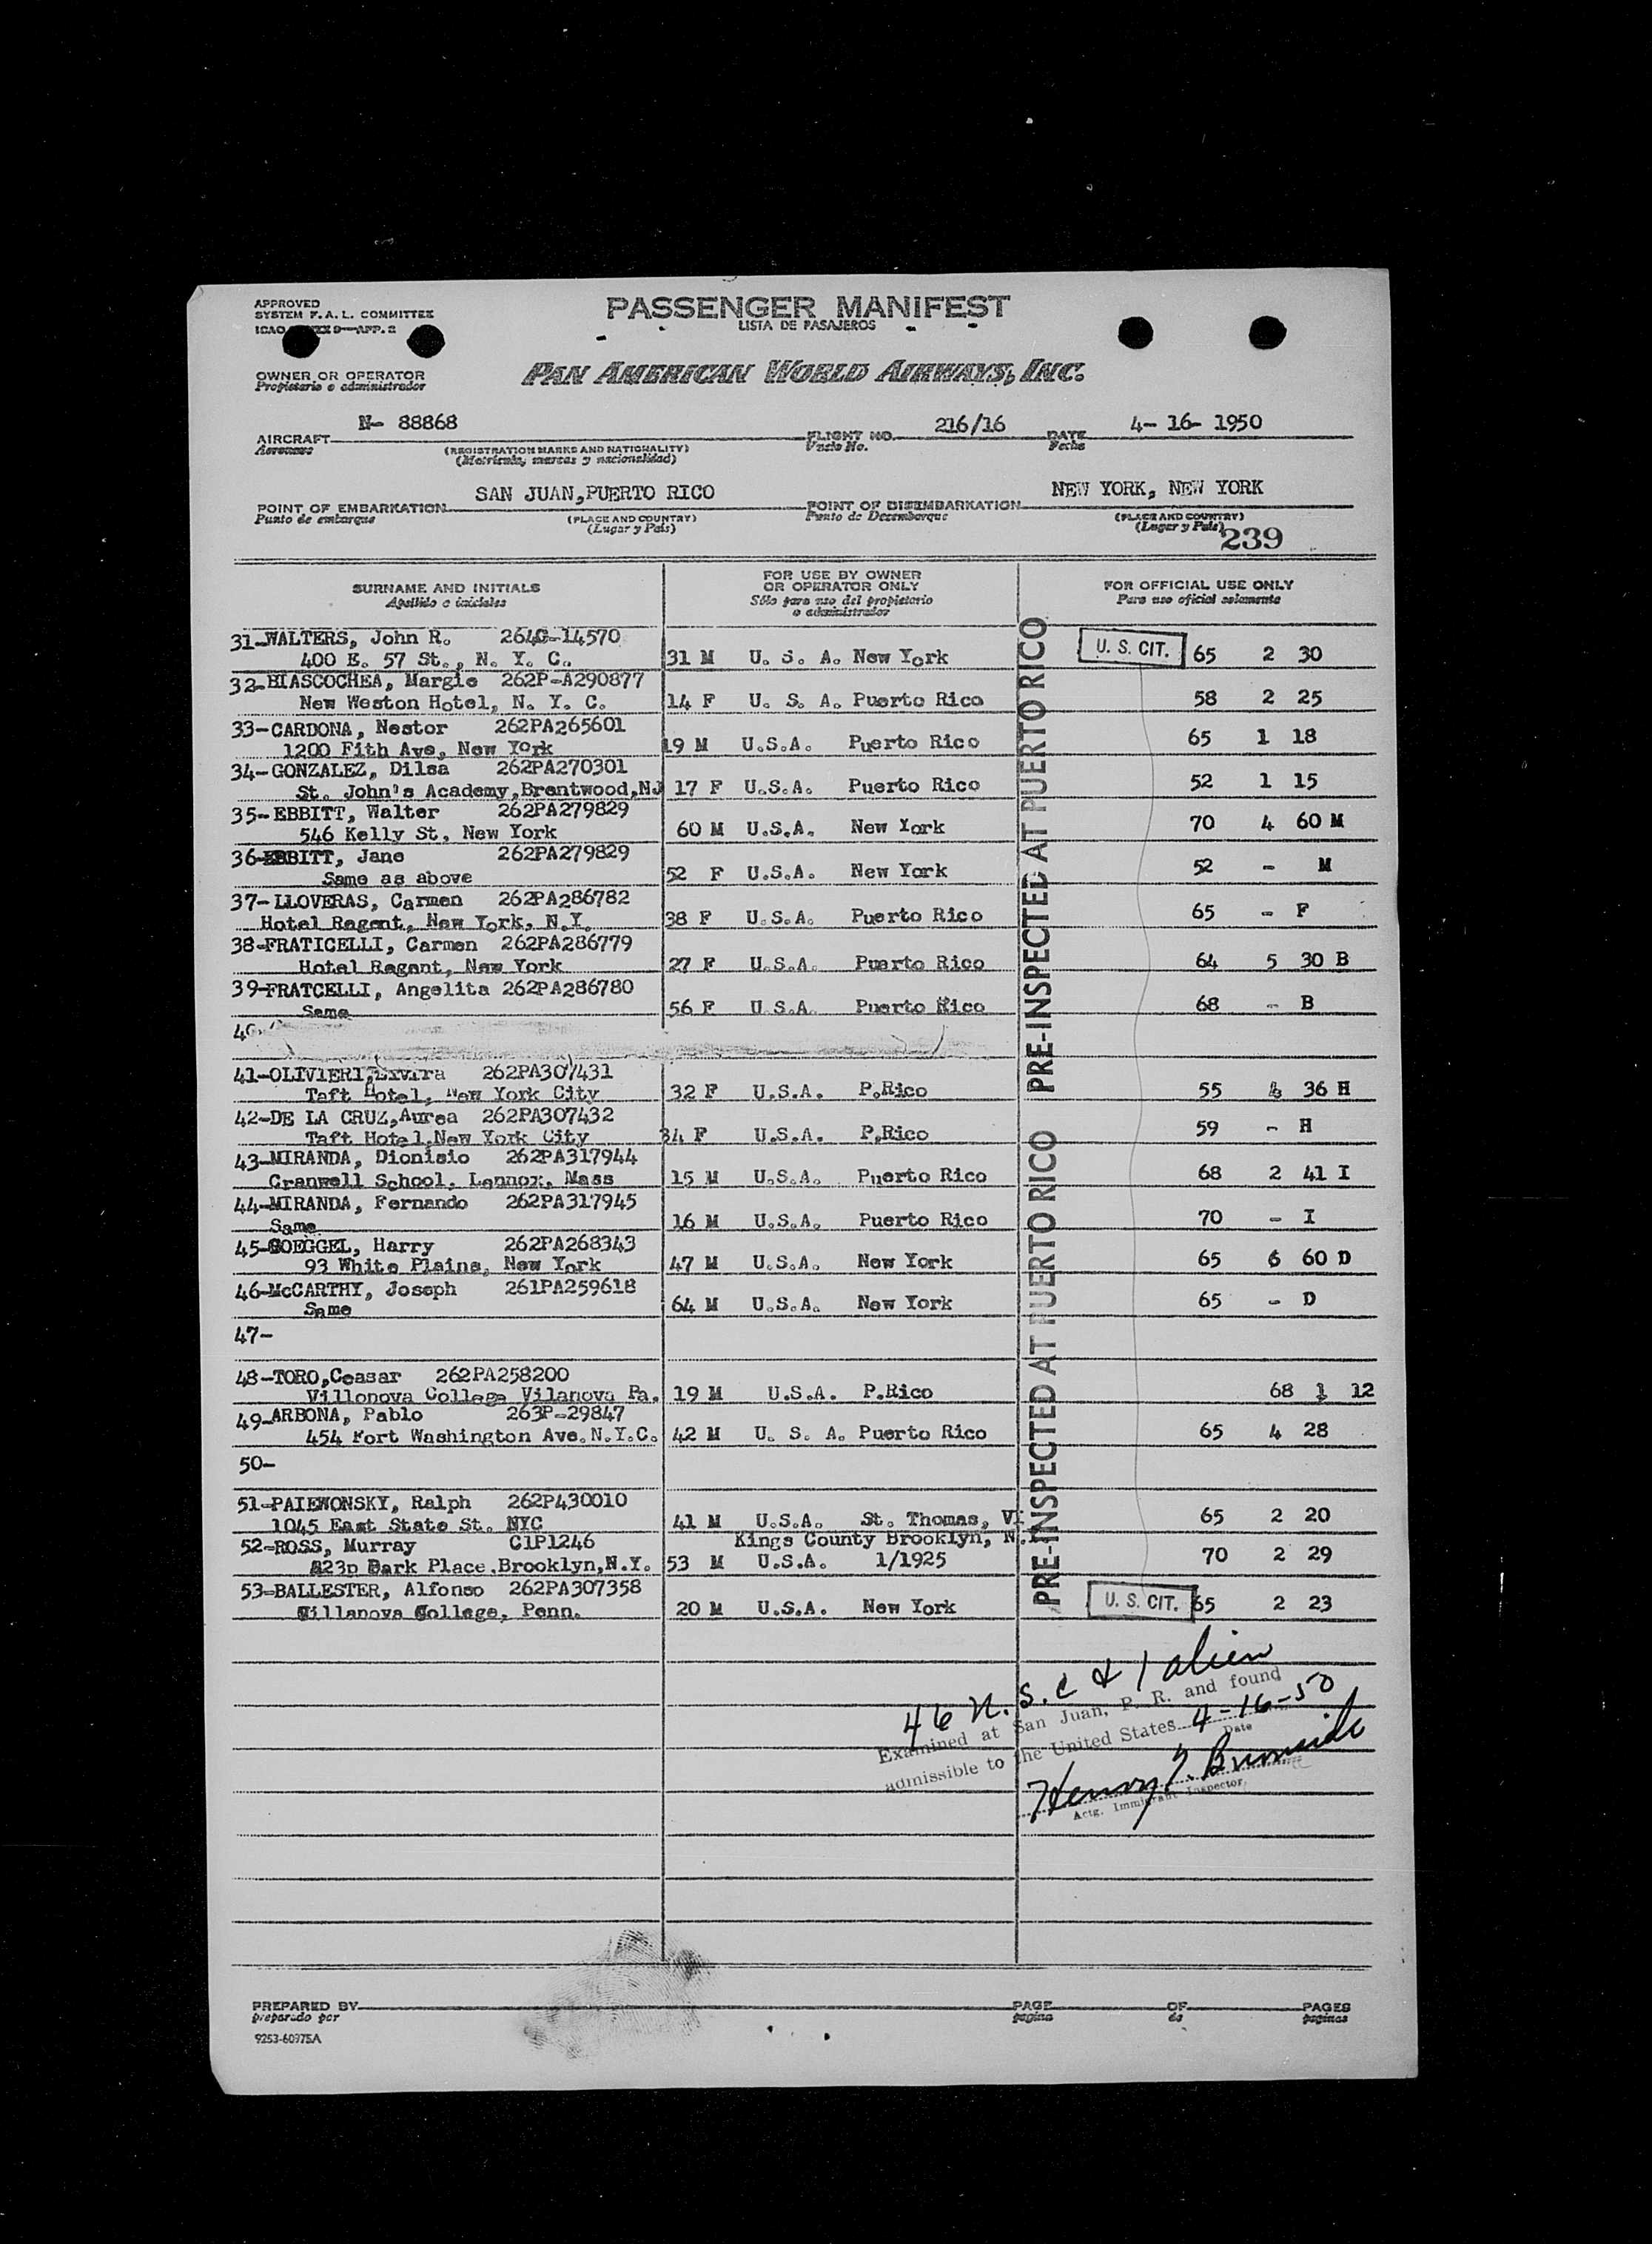 APPROVED
SYSTEM F. A. L. COMMITTEE
ICAO 9—APP. 2
PASSENGER MANIFEST
LISTA DE PASAJEROS
OWNER OR OPERATOR
Propietario o administrador
PAN AMERICAN WORLD AIRWAYS, INC.
AIRCRAFT N- 88868 FLIGHT NO. 216/16 DATE 4- 16- 1950
Aeronave (REGISTRATION MARKS AND NATIONALITY) Vuelo No. Fecha
(Matrícula, marcas y nacionalidad)
POINT OF EMBARKATION SAN JUAN,PUERTO RICO POINT OF DISEMBARKATION NEW YORK, NEW YORK
Punto de embarque (PLACE AND COUNTRY) Punto de Desembarque (PLACE AND COUNTRY)
(Lugar y País) (Lugar y País)
239
SURNAME AND INITIALS FOR USE BY OWNER OR OPERATOR ONLY FOR OFFICIAL USE ONLY
Apellido e iniciales Sólo para uso del propietario o administrador Para uso oficial solamente
31-WALTERS, John R. 264G-14570
400 E. 57 St., N. Y. C. 31 M U. S. A. New York U. S. CIT. 65 2 30
32-BIASCOCHEA, Margie 262P-A290877
New Weston Hotel, N. Y. C. 14 F U. S. A. Puerto Rico 58 2 25
33-CARDONA, Nestor 262PA265601
1200 Fith Ave, New York 19 M U.S.A. Puerto Rico 65 1 18
34-GONZALEZ, Dilsa 262PA270301
St. John's Academy,Brentwood,NJ 17 F U.S.A. Puerto Rico 52 1 15
35-EBBITT, Walter 262PA279829
546 Kelly St, New York 60 M U.S.A. New York 70 4 60 M
36-EBBITT, Jane 262PA279829
Same as above 52 F U.S.A. New York 52 - M
37-LLOVERAS, Carmen 262PA286782
Hotel Regent, New York, N.Y. 38 F U.S.A. Puerto Rico 65 - F
38-FRATICELLI, Carmen 262PA286779
Hotel Regent, New York 27 F U.S.A. Puerto Rico 64 5 30 B
39-FRATCELLI, Angelita 262PA286780
Same 56 F U.S.A. Puerto Rico 68 - B
40
41-OLIVIERI, 262PA307431
Taft Hotel, New York City 32 F U.S.A. P.Rico 55 36 H
42-DE LA CRUZ,Aurea 262PA307432
Taft Hotel,New York City 34 F U.S.A. P.Rico 59 - H
43-MIRANDA, Dionisio 262PA317944
Cranwell School, Lennox, Mass 15 M U.S.A. Puerto Rico 68 2 41 I
44-MIRANDA, Fernando 262PA317945
Same 16 M U.S.A. Puerto Rico 70 - I
45-GOEGGEL, Harry 262PA268343
93 White Plains, New York 47 M U.S.A. New York 65 6 60 D
46-McCARTHY, Joseph 261PA259618
Same 64 M U.S.A. New York 65 - D
47-
48-TORO,Ceasar 262PA258200
Villonova College Vilanova Pa. 19 M U.S.A. P.Rico 68 1 12
49-ARBONA, Pablo 263P-29847
454 Fort Washington Ave.N.Y.C. 42 M U. S. A. Puerto Rico 65 4 28
50-
51-PAIEWONSKY, Ralph 262P430010
1045 East State St. NYC 41 M U.S.A. St. Thomas, VI 65 2 20
52-ROSS, Murray C1P1246 Kings County Brooklyn, N.
Place.Brooklyn,N.Y. 53 M U.S.A. 1/1925 70 2 29
53-BALLESTER, Alfonso 262PA307358
Villanova College, Penn. 20 M U.S.A. New York U. S. CIT. 65 2 23
PRE-INSPECTED AT PUERTO RICO
PRE-INSPECTED AT PUERTO RICO
46 U.S.C & 1 alien
Examined at San Juan, P. R. and found
admissible to the United States 4-16-50
Date
Henry
Actg. Immigrant Inspector
PREPARED BY PAGE OF PAGES
preparado por página de páginas
9253-60975A